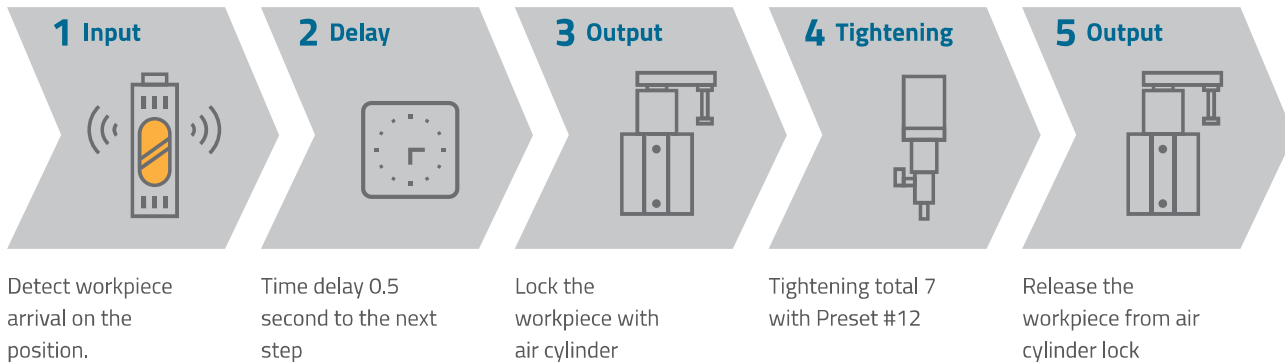 1 Input
2 Delay
3 Output
4 Tightening
5 Output
Detect workpiece
arrival on the
position.
Time delay 0.5
second to the next
step
Lock the
workpiece with
air cylinder
Tightening total 7
with Preset #12
Release the
workpiece from air
cylinder lock